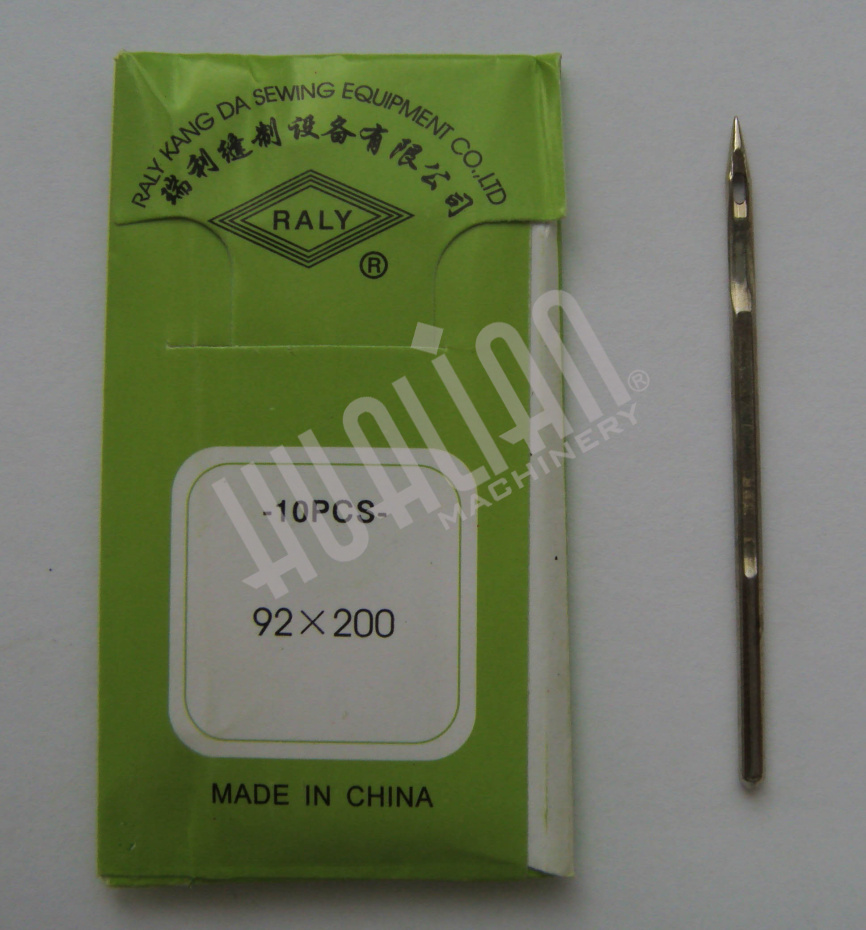 RALY KANG DA SEWING EQUIPMENT CO.,LTD
瑞利缝制设备有限公司
RALY
®
HUALIAN®
MACHINERY
-10PCS-
92×200
MADE IN CHINA